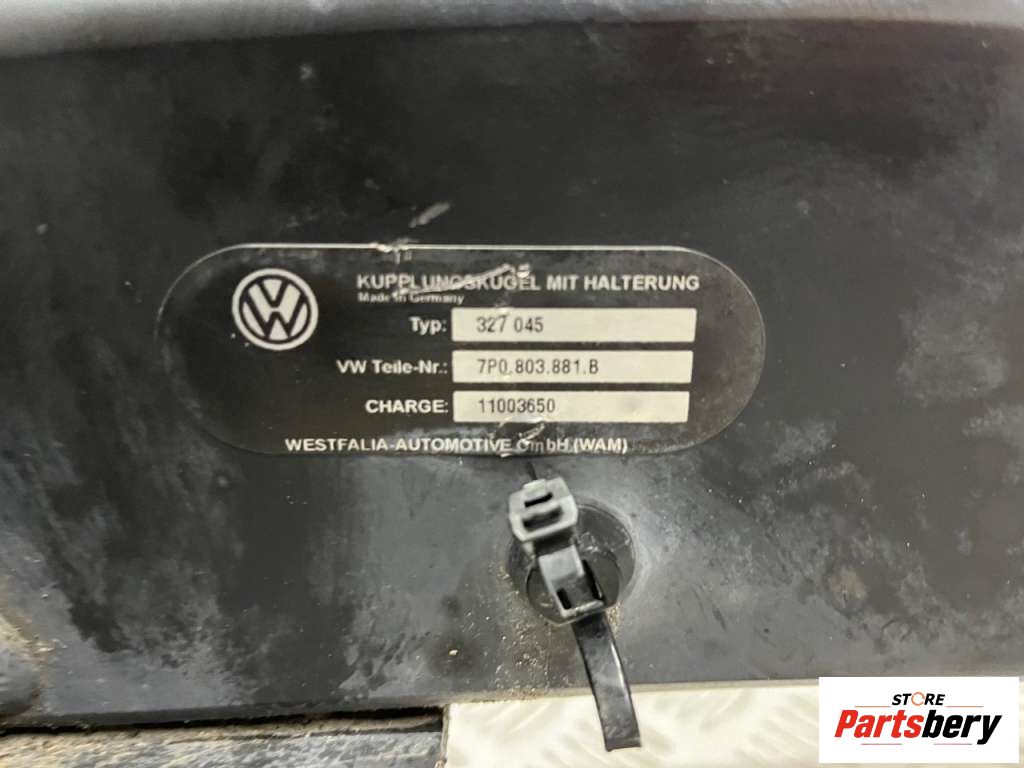 KUPPLUNGSKUGEL MIT HALTERUNG
Made in Germany
Typ: 327 045
VW Teile-Nr.: 7P0.803.881.B
CHARGE: 11003650
WESTFALIA-AUTOMOTIVE GmbH (WAM)
STORE
Partsbery